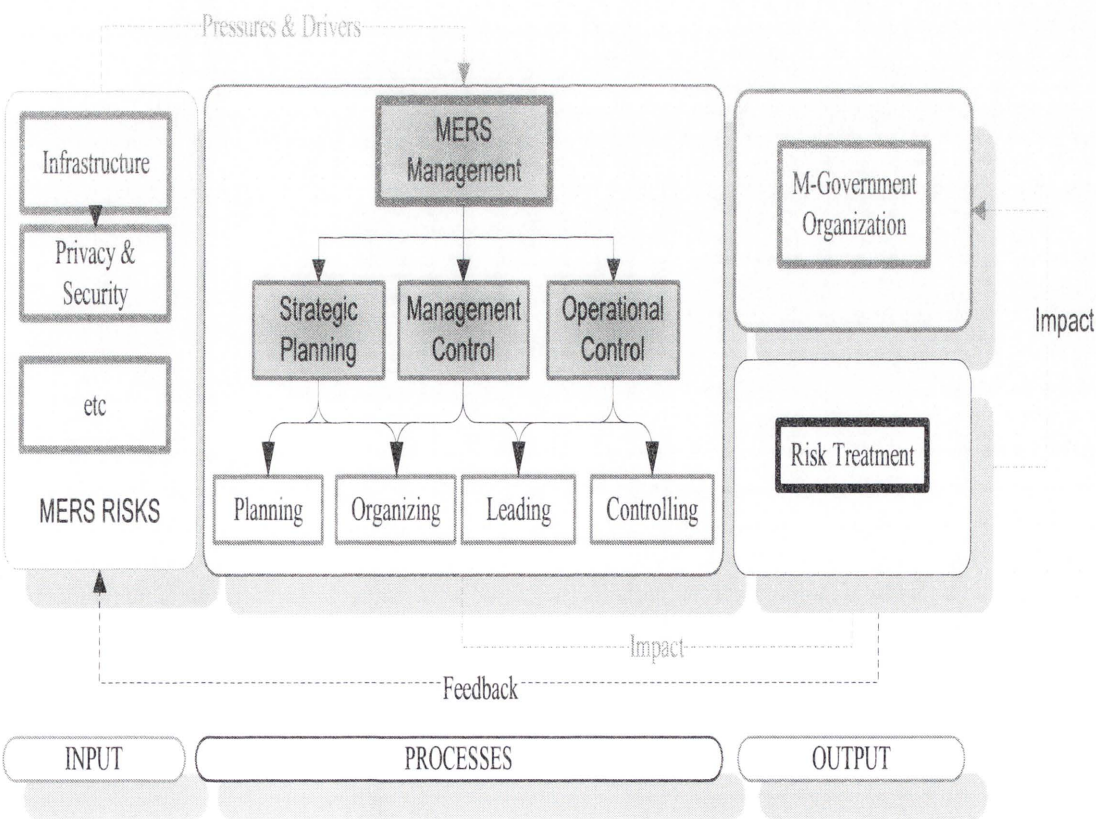 Pressures & Drivers
Infrastructure
Privacy &
Security
etc
MERS RISKS
MERS
Management
Strategic
Planning
Management
Control
Operational
Control
Planning
Organizing
Leading
Controlling
M-Government
Organization
Risk Treatment
Impact
Impact
Feedback
INPUT
PROCESSES
OUTPUT